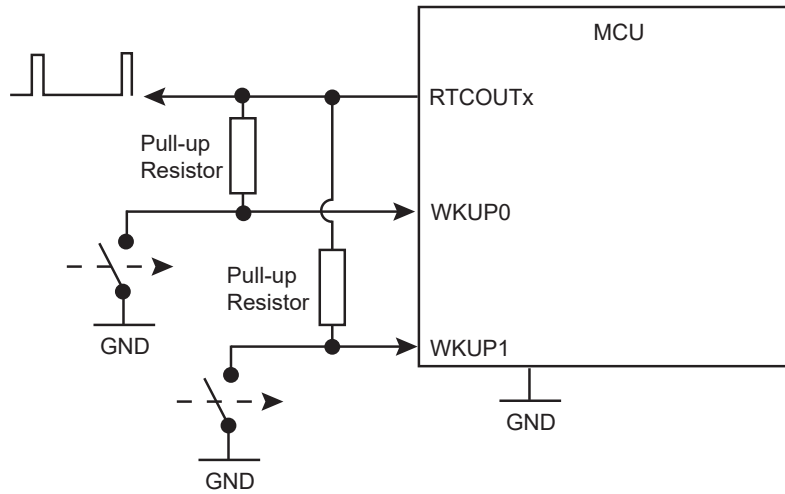 MCU
RTCOUTx
Pull-up
Resistor
WKUP0
Pull-up
Resistor
GND
WKUP1
GND
GND